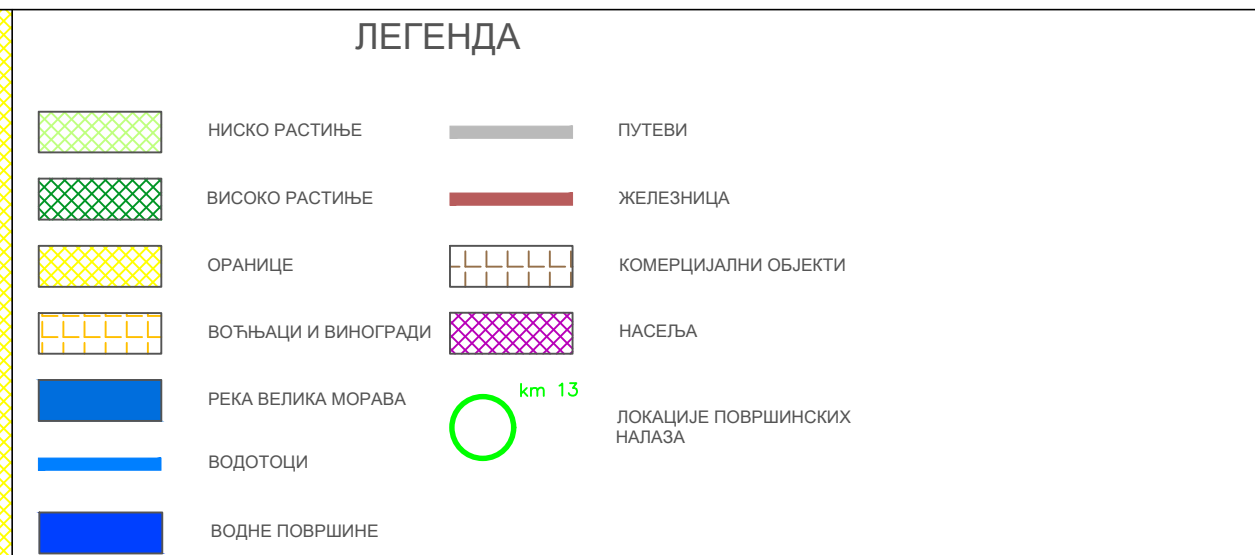 ЛЕГЕНДА
НИСКО РАСТИЊЕ
ВИСОКО РАСТИЊЕ
ОРАНИЦЕ
ВОЋЊАЦИ И ВИНОГРАДИ
РЕКА ВЕЛИКА МОРАВА
ВОДОТОЦИ
ВОДНЕ ПОВРШИНЕ
ПУТЕВИ
ЖЕЛЕЗНИЦА
КОМЕРЦИЈАЛНИ ОБЈЕКТИ
НАСЕЉА
km 13
ЛОКАЦИЈЕ ПОВРШИНСКИХ
НАЛАЗА